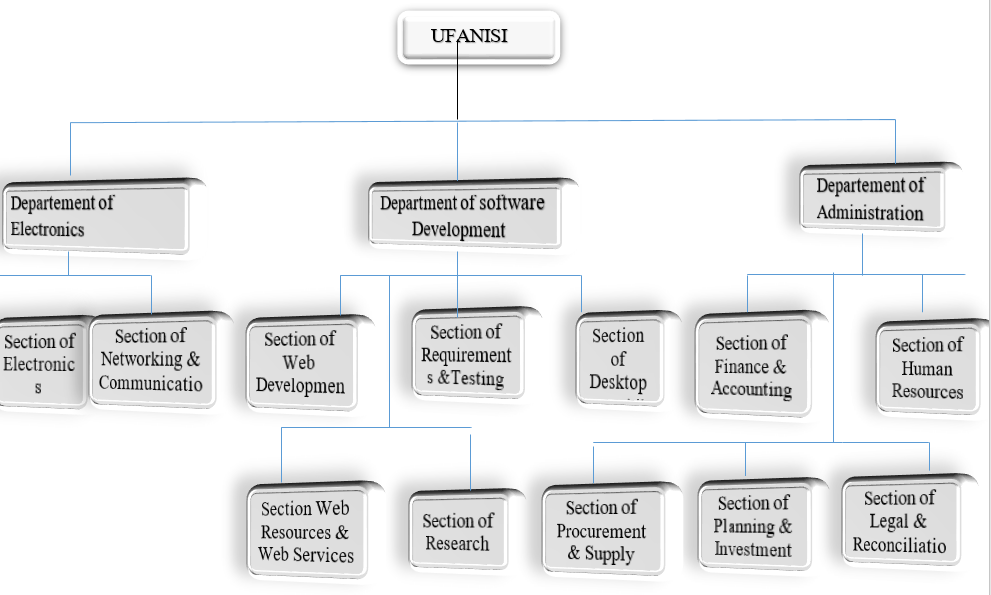 UFANISI
Departement of
Electronics
Department of software
Development
Departement of
Administration
Section of
Electronic
s
Section of
Networking &
Communicatio
Section of
Web
Developmen
Section of
Requirement
s &Testing
Section
of
Desktop
Section of
Finance &
Accounting
Section of
Human
Resources
Section Web
Resources &
Web Services
Section of
Research
Section of
Procurement
& Supply
Section of
Planning &
Investment
Section of
Legal &
Reconciliatio